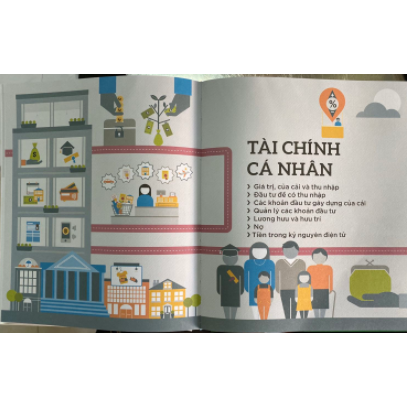 %
TÀI CHÍNH
CÁ NHÂN
Giá trị, của cải và thu nhập
Đầu tư để có thu nhập
Các khoản đầu tư gây dựng của cải
Quản lý các khoản đầu tư
Lương hưu và hưu trí
Nợ
Tiền trong kỷ nguyên điện tử